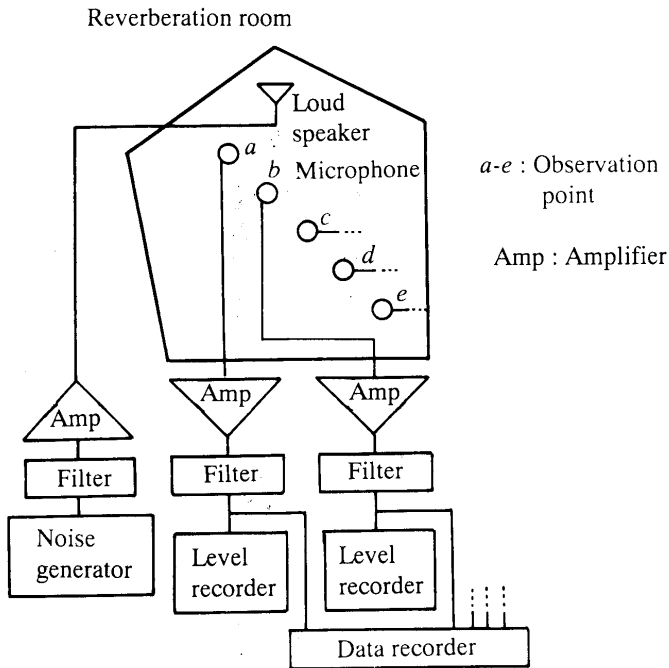 Reverberation room
Loud
speaker
a
b
Microphone
c
d
e
a-e : Observation
point
Amp : Amplifier
Amp
Amp
Amp
Filter
Filter
Filter
Noise
generator
Level
recorder
Level
recorder
Data recorder